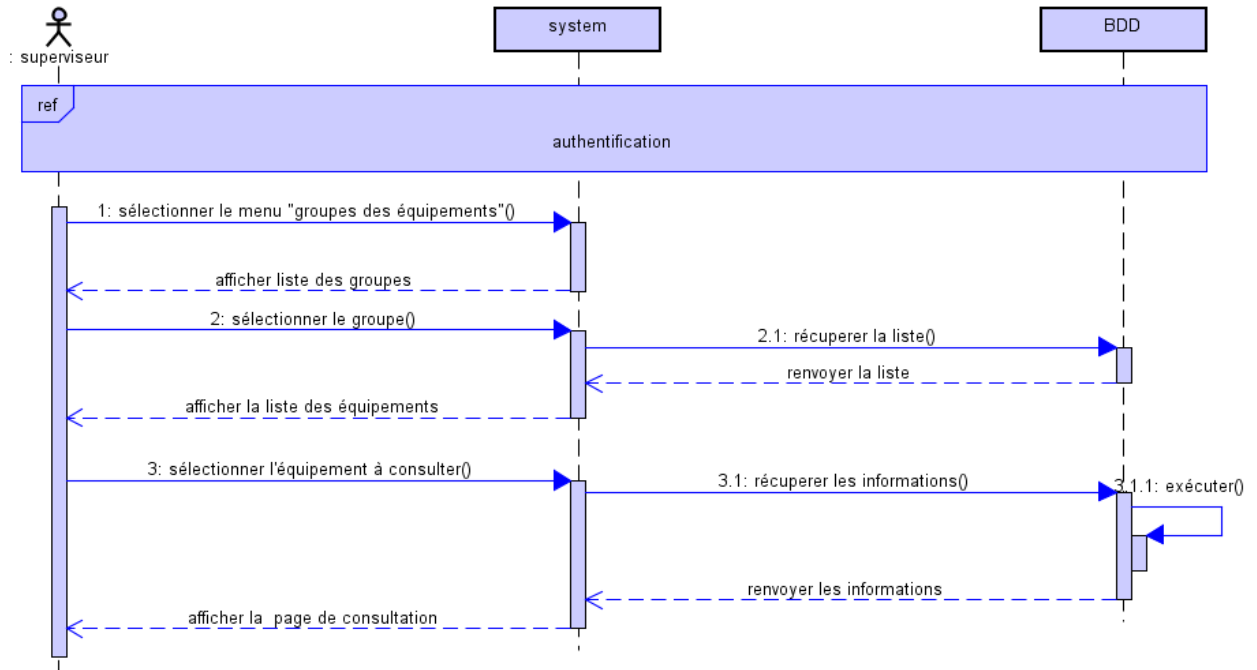 system
BDD
: superviseur
ref
authentification
1: sélectionner le menu "groupes des équipements"()
afficher liste des groupes
2: sélectionner le groupe()
2.1: récuperer la liste()
renvoyer la liste
afficher la liste des équipements
3: sélectionner l'équipement à consulter()
3.1: récuperer les informations()
3.1.1: exécuter()
renvoyer les informations
afficher la  page de consultation